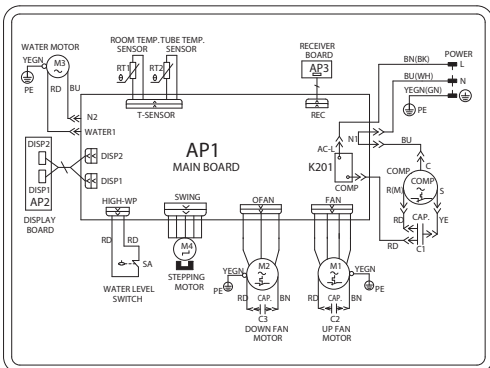 ROOM TEMP. TUBE TEMP.
SENSOR SENSOR
RT1 RT2
θ θ
T-SENSOR
WATER MOTOR
YEGN M3
PE
RD BU
N2
WATER1
RECEIVER
BOARD
AP3
REC
POWER
BN(BK) L
BU(WH) N
YEGN(GN)
PE
AP1
MAIN BOARD
AC-L N1
K201
COMP
BU
C
COMP COMP
R(M) S
RD YE
CAP.
RD C1
DISP2 DISP2
DISP1 DISP1
AP2
DISPLAY
BOARD
HIGH-WP
RD RD
SA
WATER LEVEL
SWITCH
SWING
M4
STEPPING
MOTOR
OFAN
YEGN M2
PE
RD CAP. BN
C3
DOWN FAN
MOTOR
FAN
M1 YEGN
PE
RD CAP. BN
C2
UP FAN
MOTOR